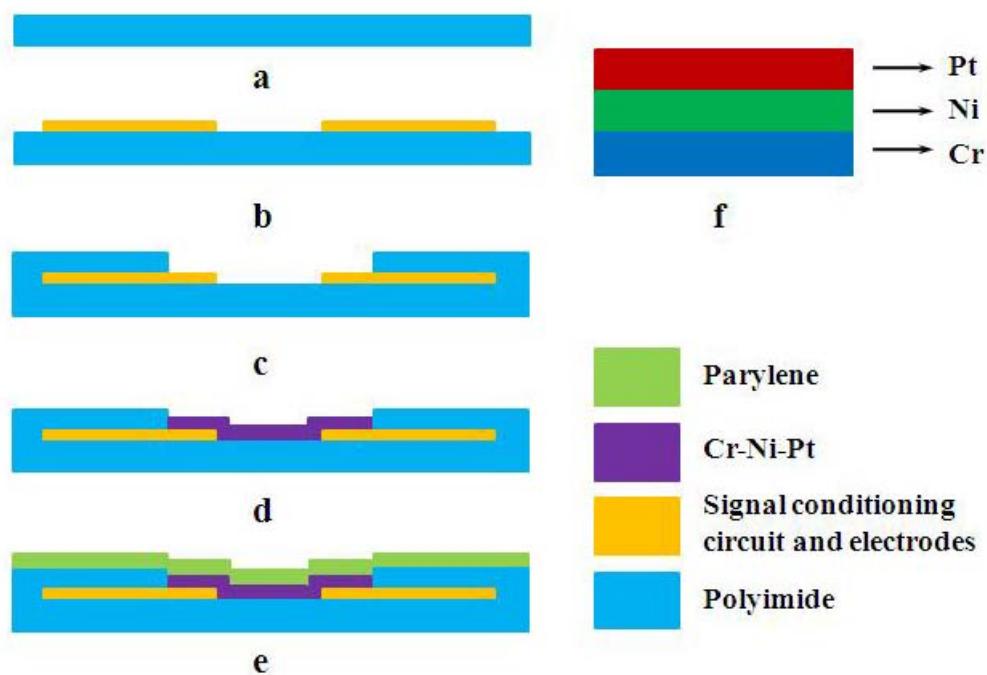 a
b
c
d
e
Pt
Ni
Cr
f
Parylene
Cr-Ni-Pt
Signal conditioning
circuit and electrodes
Polyimide